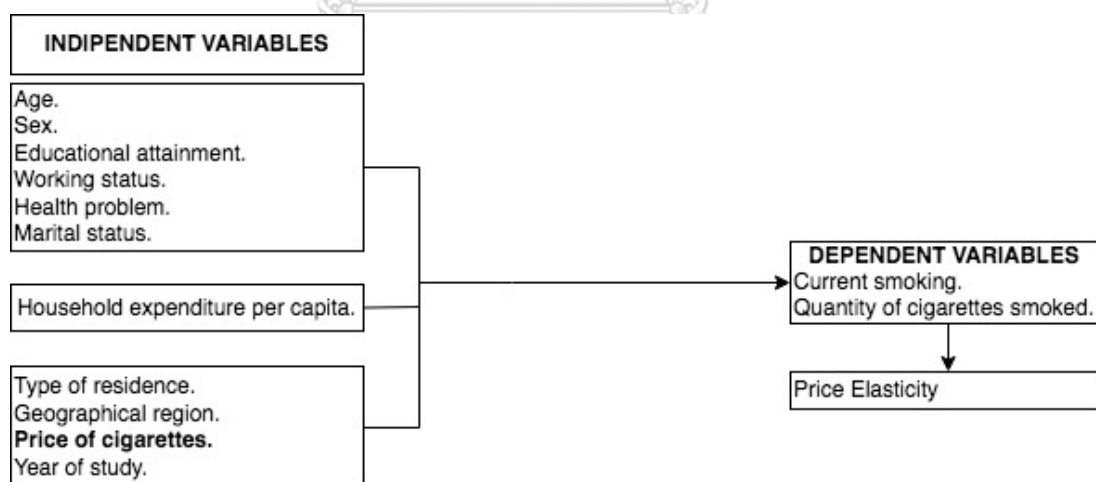 INDIPENDENT VARIABLES
Age.
Sex.
Educational attainment.
Working status.
Health problem.
Marital status.
Household expenditure per capita.
Type of residence.
Geographical region.
Price of cigarettes.
Year of study.
DEPENDENT VARIABLES
Current smoking.
Quantity of cigarettes smoked.
Price Elasticity